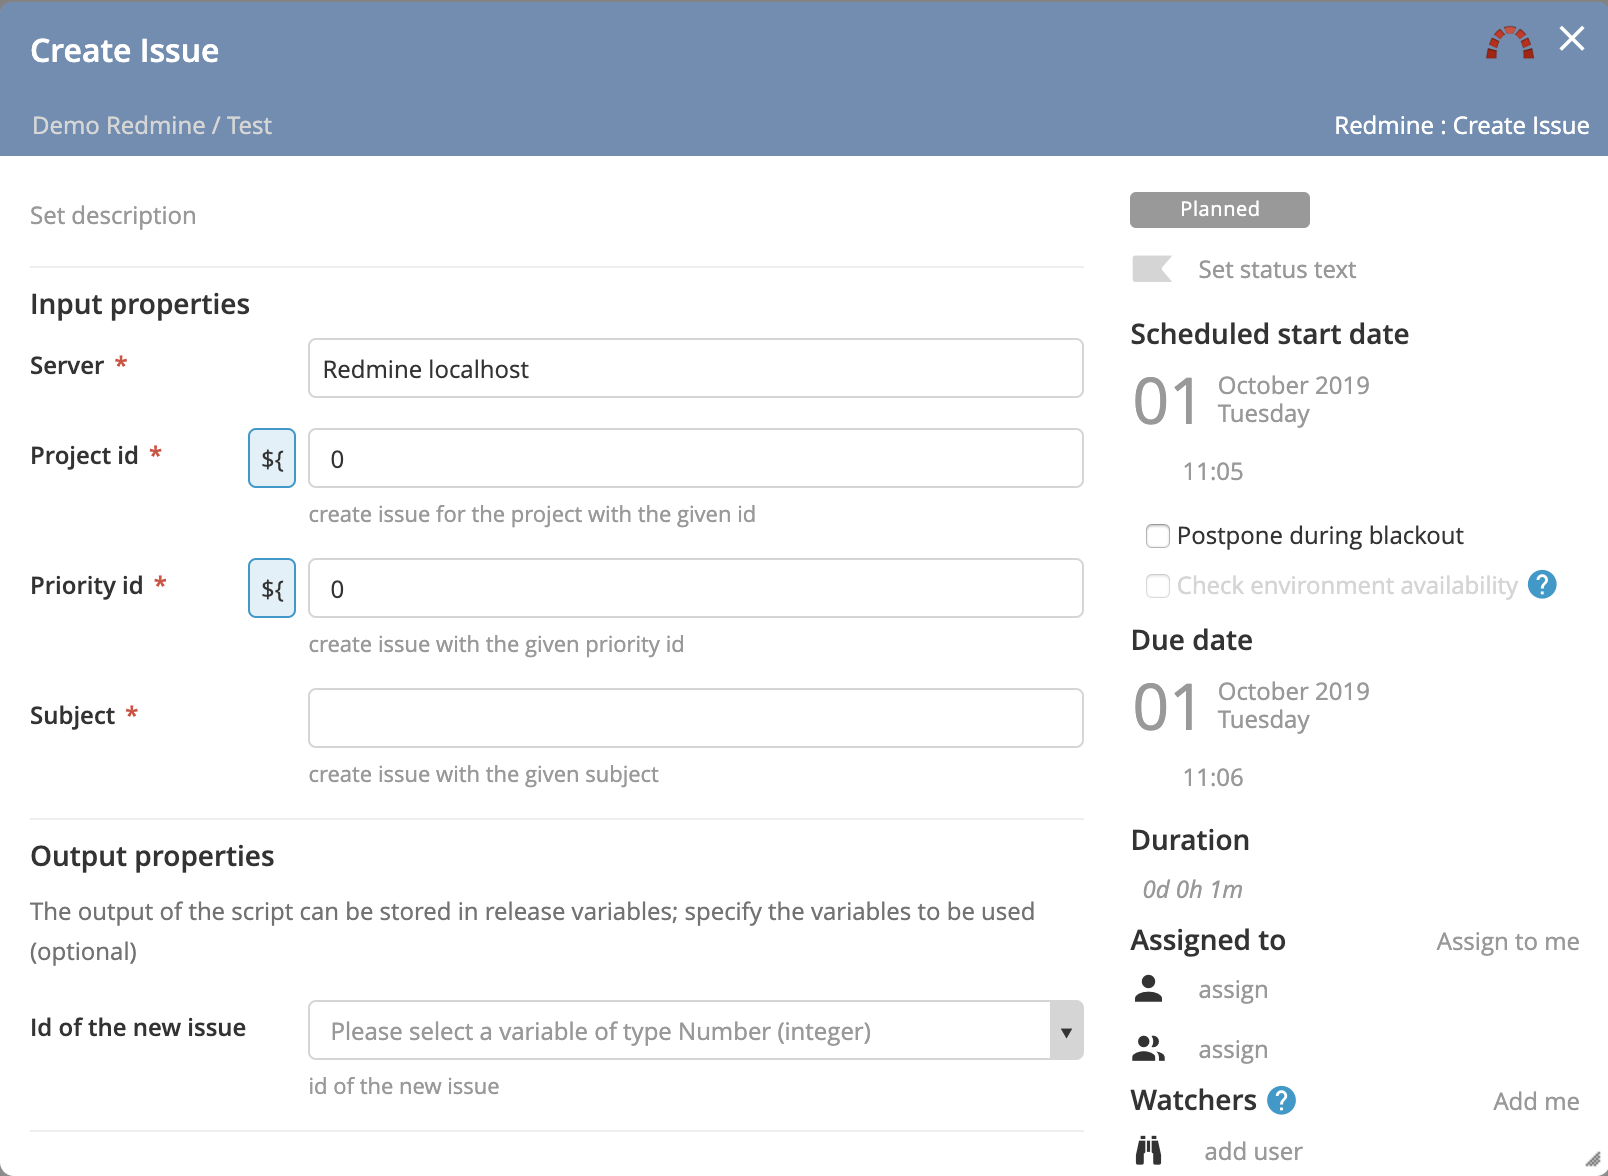 Create Issue
Demo Redmine / Test
Redmine : Create Issue
Set description
Input properties
Server *
Redmine localhost
Project id *
${
0
create issue for the project with the given id
Priority id *
${
0
create issue with the given priority id
Subject *
create issue with the given subject
Output properties
The output of the script can be stored in release variables; specify the variables to be used
(optional)
Id of the new issue
Please select a variable of type Number (integer)
id of the new issue
Planned
Set status text
Scheduled start date
01
October 2019
Tuesday
11:05
Postpone during blackout
Check environment availability ?
Due date
01
October 2019
Tuesday
11:06
Duration
0d 0h 1m
Assigned to
Assign to me
assign
assign
Watchers ?
Add me
add user